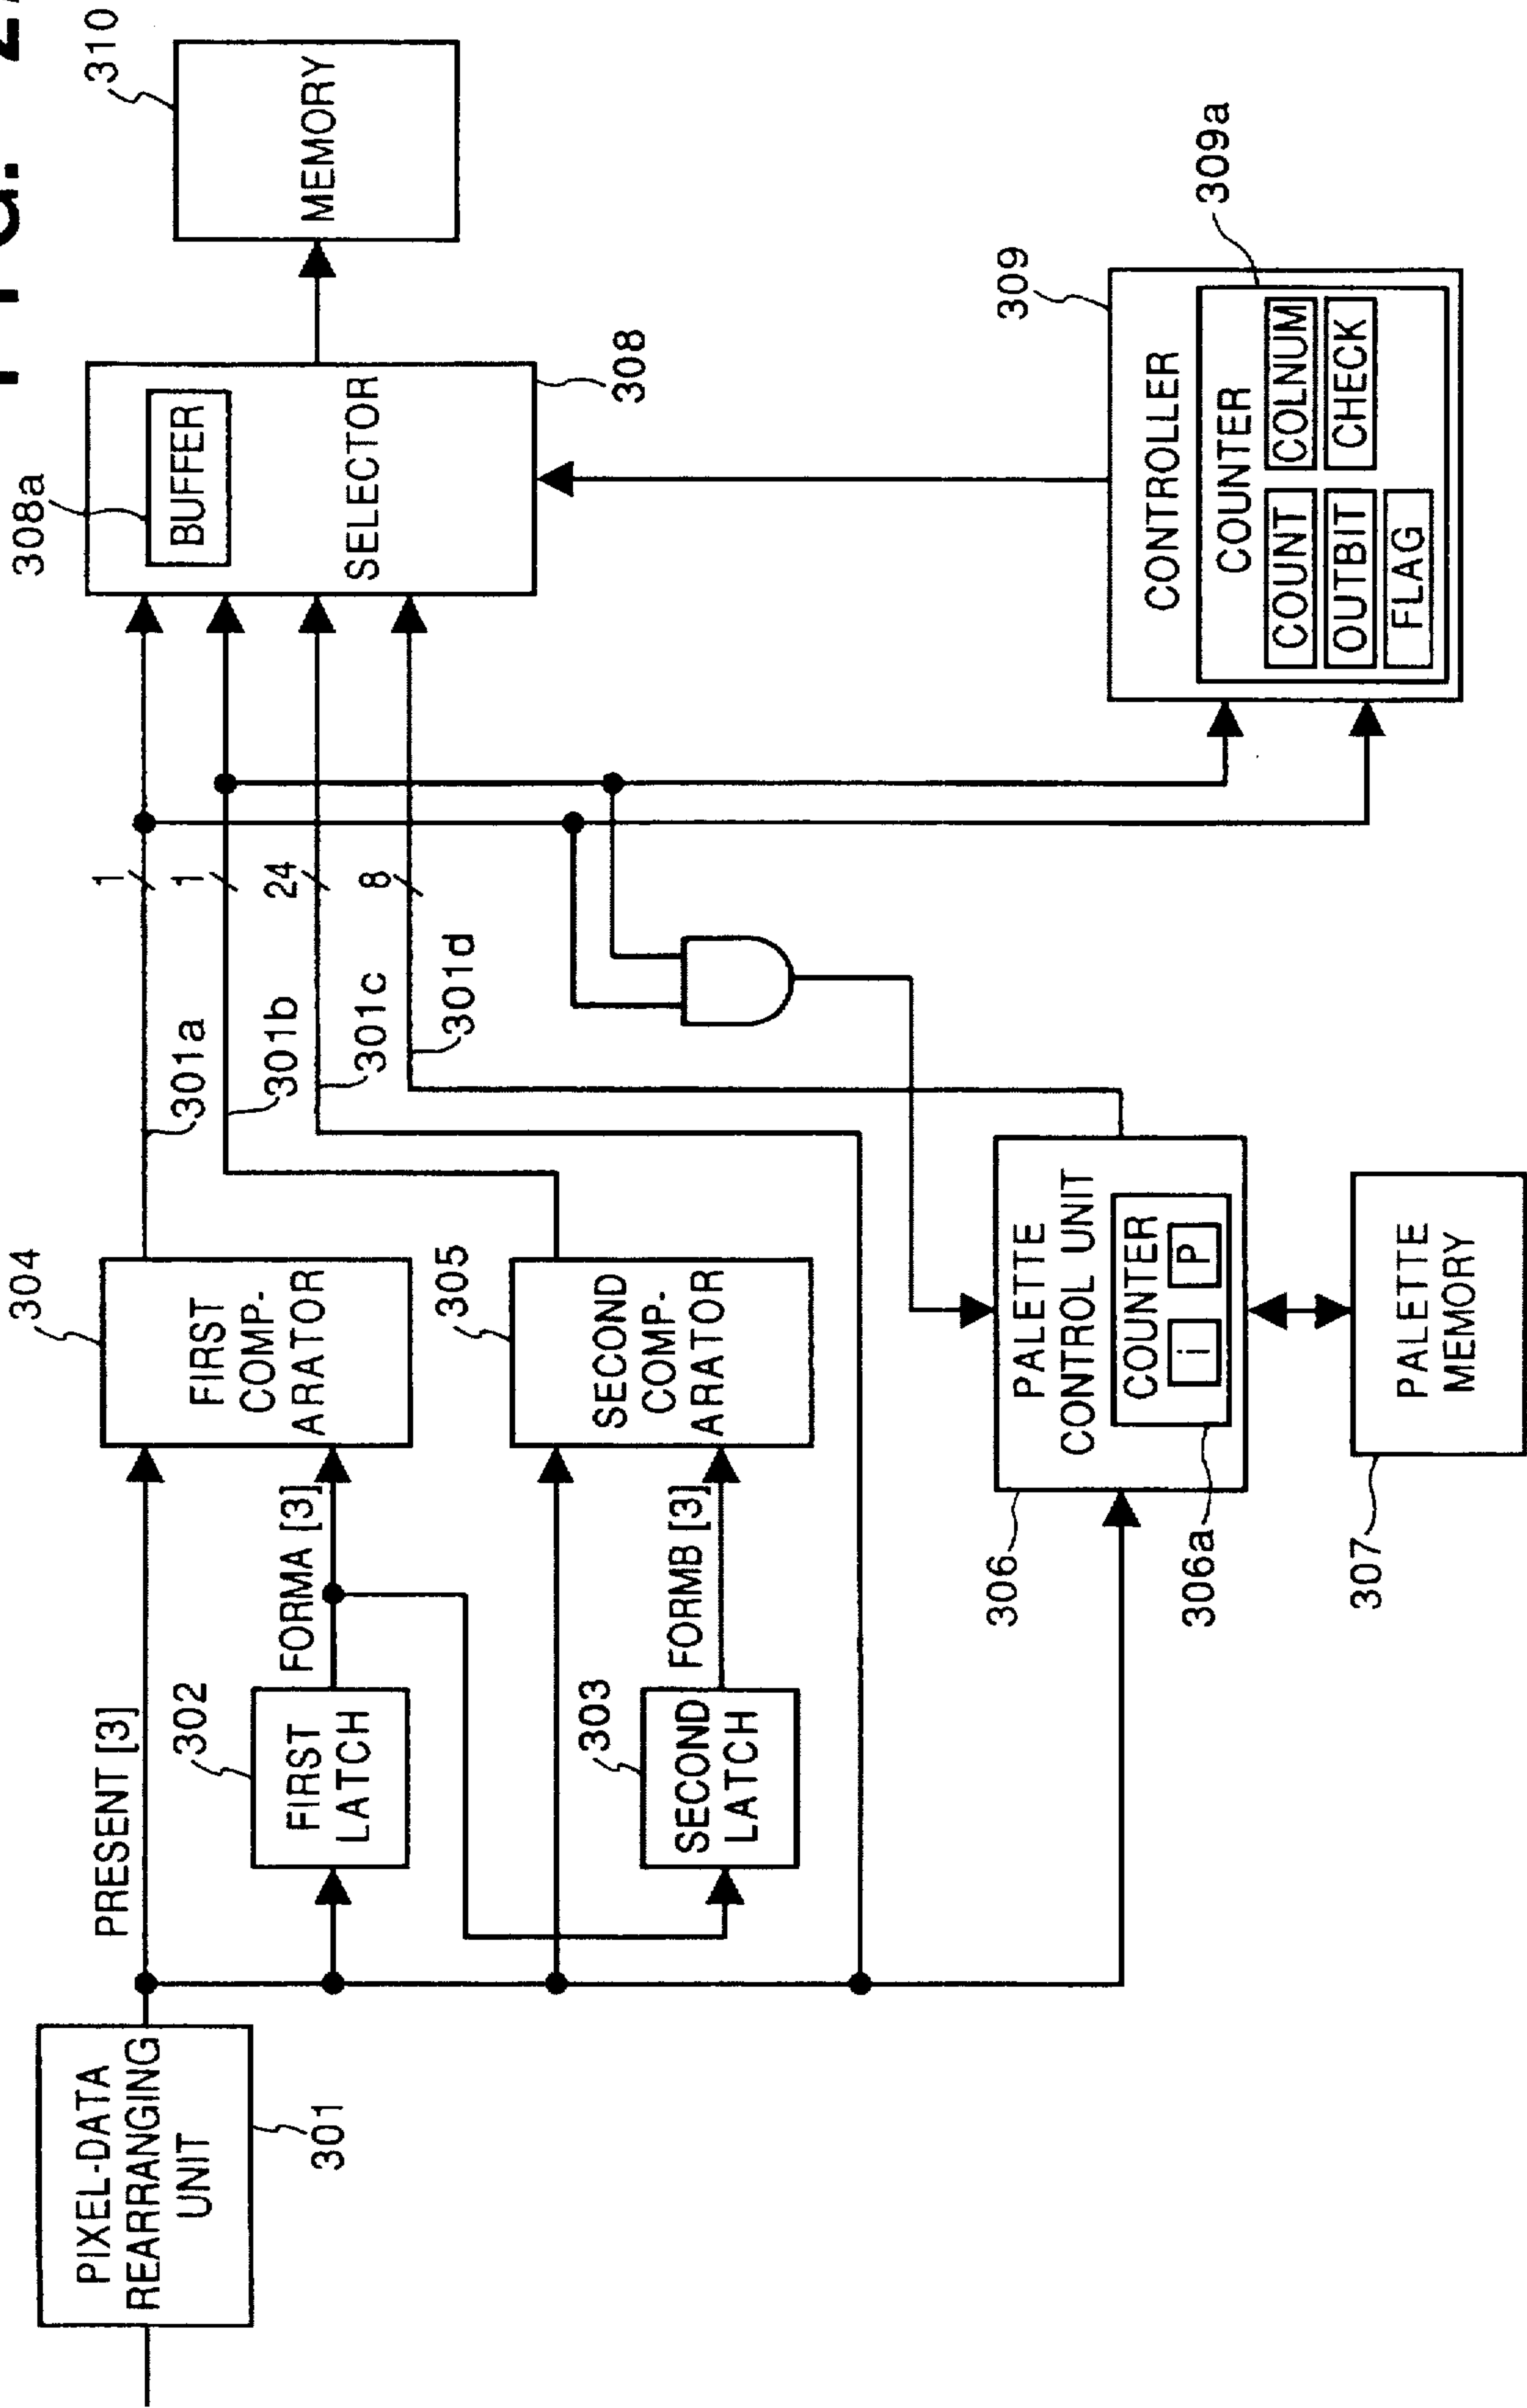 FIG. 2
PIXEL-DATA
REARRANGING
UNIT
301
PRESENT [3]
302
FIRST
LATCH
FORMA [3]
303
SECOND
LATCH
FORMB [3]
304
FIRST
COMP-
ARATOR
305
SECOND
COMP-
ARATOR
301a
301b
301c
301d
1
1
24
8
308a
BUFFER
SELECTOR
308
310
MEMORY
306
PALETTE
CONTROL UNIT
COUNTER
i
P
306a
307
PALETTE
MEMORY
309
CONTROLLER
309a
COUNTER
COUNT
COLNUM
OUTBIT
CHECK
FLAG